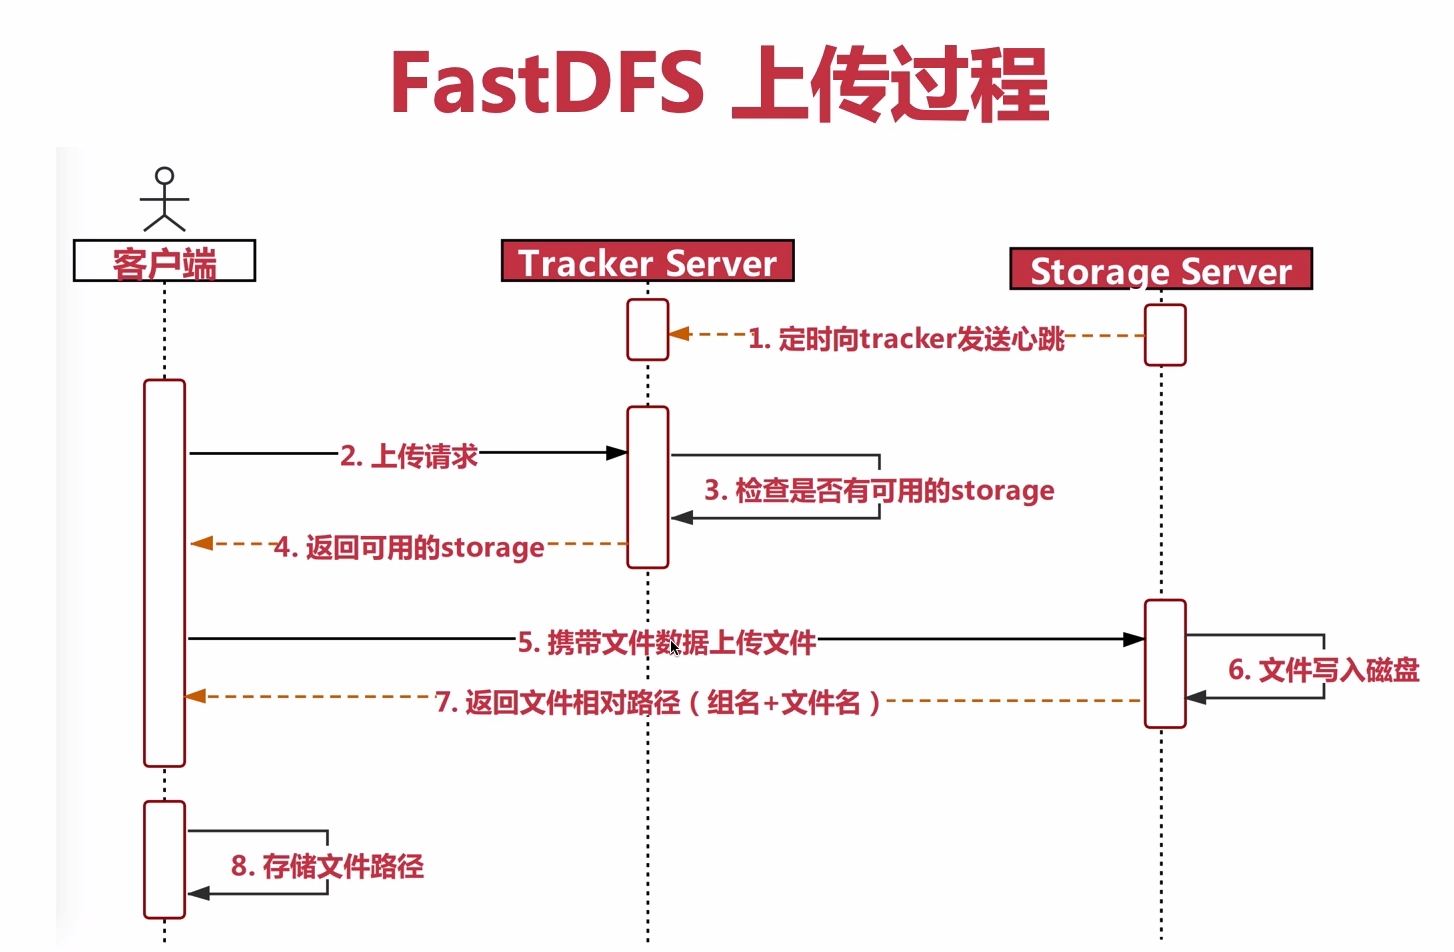 FastDFS 上传过程
客户端
Tracker Server
Storage Server
1. 定时向tracker发送心跳
2. 上传请求
3. 检查是否有可用的storage
4. 返回可用的storage
5. 携带文件数据上传文件
6. 文件写入磁盘
7. 返回文件相对路径（组名+文件名）
8. 存储文件路径